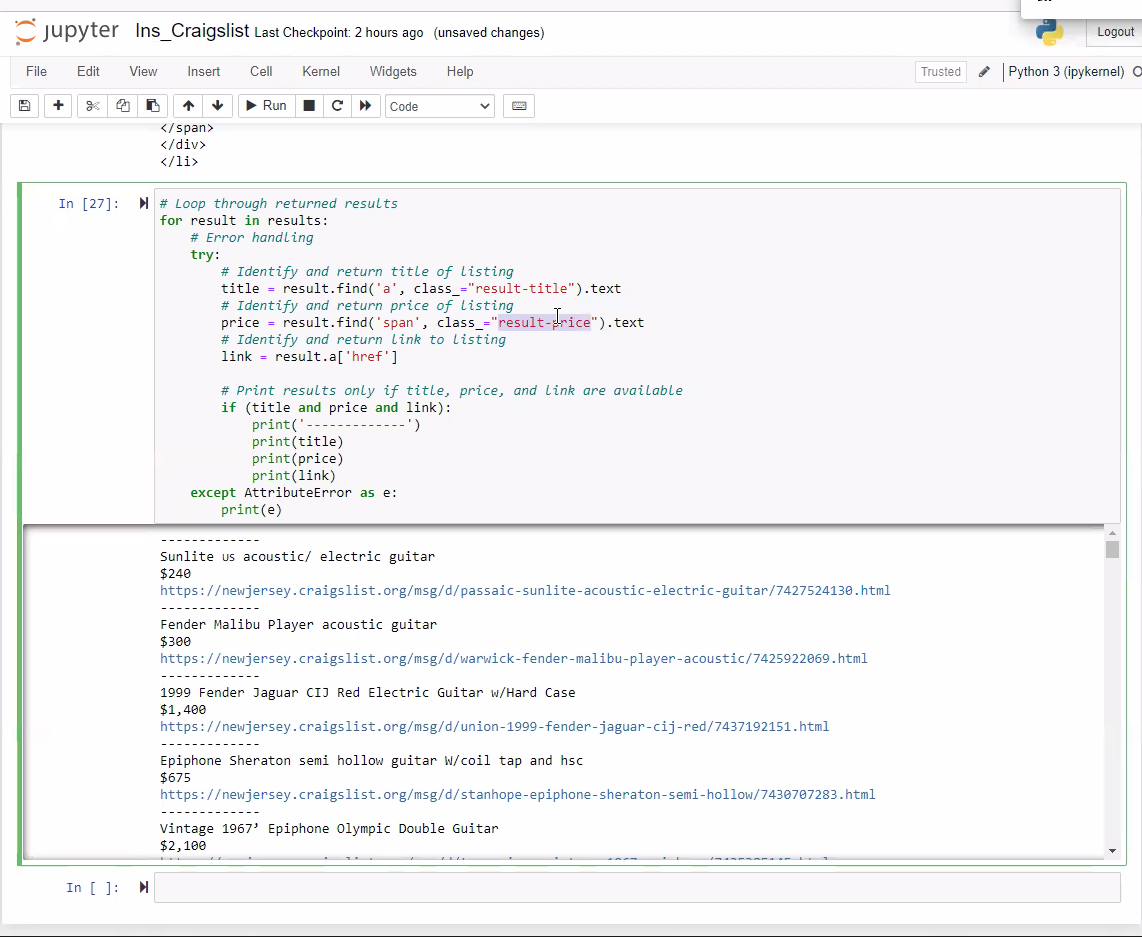 jupyter Ins_Craigslist Last Checkpoint: 2 hours ago (unsaved changes)
Logout
File Edit View Insert Cell Kernel Widgets Help
Trusted Python 3 (ipykernel)
Run Code
</span>
</div>
</li>
In [27]:
# Loop through returned results
for result in results:
    # Error handling
    try:
        # Identify and return title of listing
        title = result.find('a', class_="result-title").text
        # Identify and return price of listing
        price = result.find('span', class_="result-price").text
        # Identify and return link to listing
        link = result.a['href']
        # Print results only if title, price, and link are available
        if (title and price and link):
            print('-------------')
            print(title)
            print(price)
            print(link)
    except AttributeError as e:
        print(e)
-------------
Sunlite us acoustic/ electric guitar
$240
https://newjersey.craigslist.org/msg/d/passaic-sunlite-acoustic-electric-guitar/7427524130.html
-------------
Fender Malibu Player acoustic guitar
$300
https://newjersey.craigslist.org/msg/d/warwick-fender-malibu-player-acoustic/7425922069.html
-------------
1999 Fender Jaguar CIJ Red Electric Guitar w/Hard Case
$1,400
https://newjersey.craigslist.org/msg/d/union-1999-fender-jaguar-cij-red/7437192151.html
-------------
Epiphone Sheraton semi hollow guitar W/coil tap and hsc
$675
https://newjersey.craigslist.org/msg/d/stanhope-epiphone-sheraton-semi-hollow/7430707283.html
-------------
Vintage 1967’ Epiphone Olympic Double Guitar
$2,100
In [ ]: